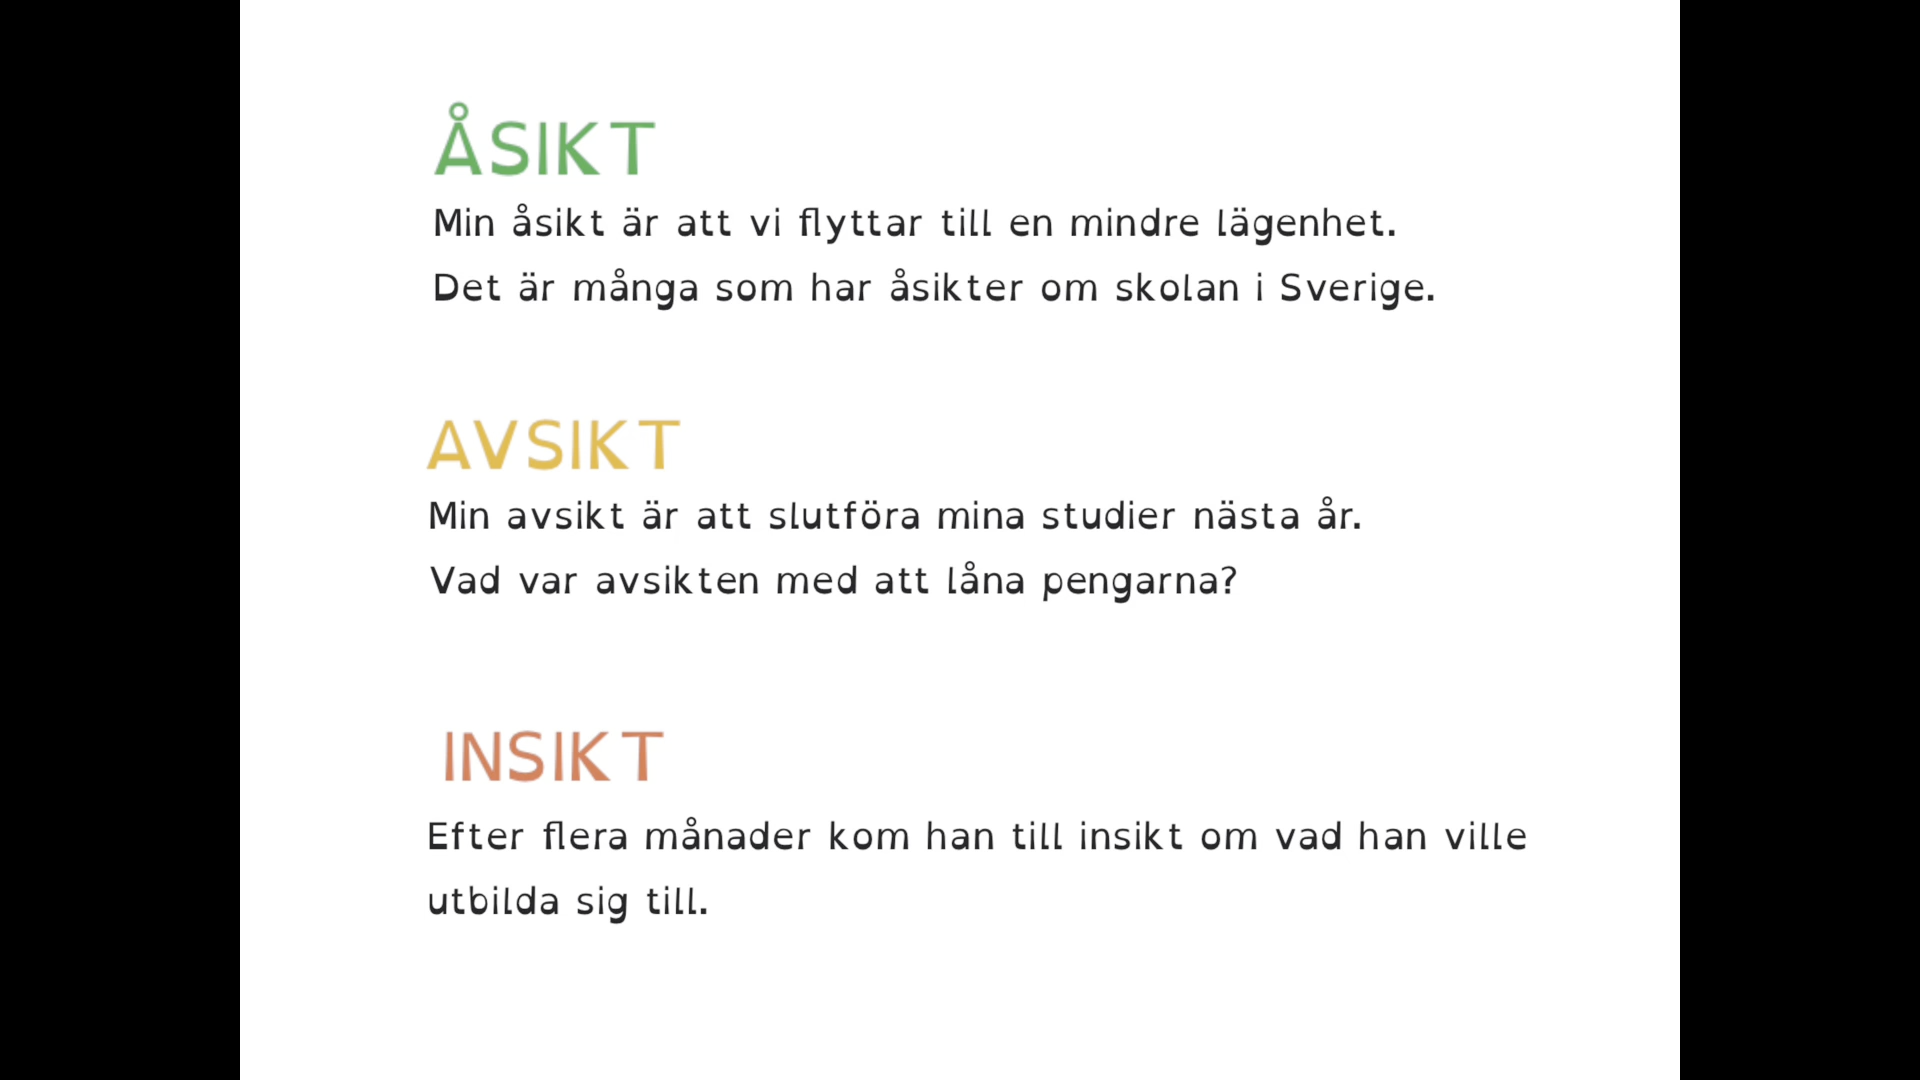 ÅSIKT
Min åsikt är att vi flyttar till en mindre lägenhet.
Det är många som har åsikter om skolan i Sverige.
AVSIKT
Min avsikt är att slutföra mina studier nästa år.
Vad var avsikten med att låna pengarna?
INSIKT
Efter flera månader kom han till insikt om vad han ville
utbilda sig till.